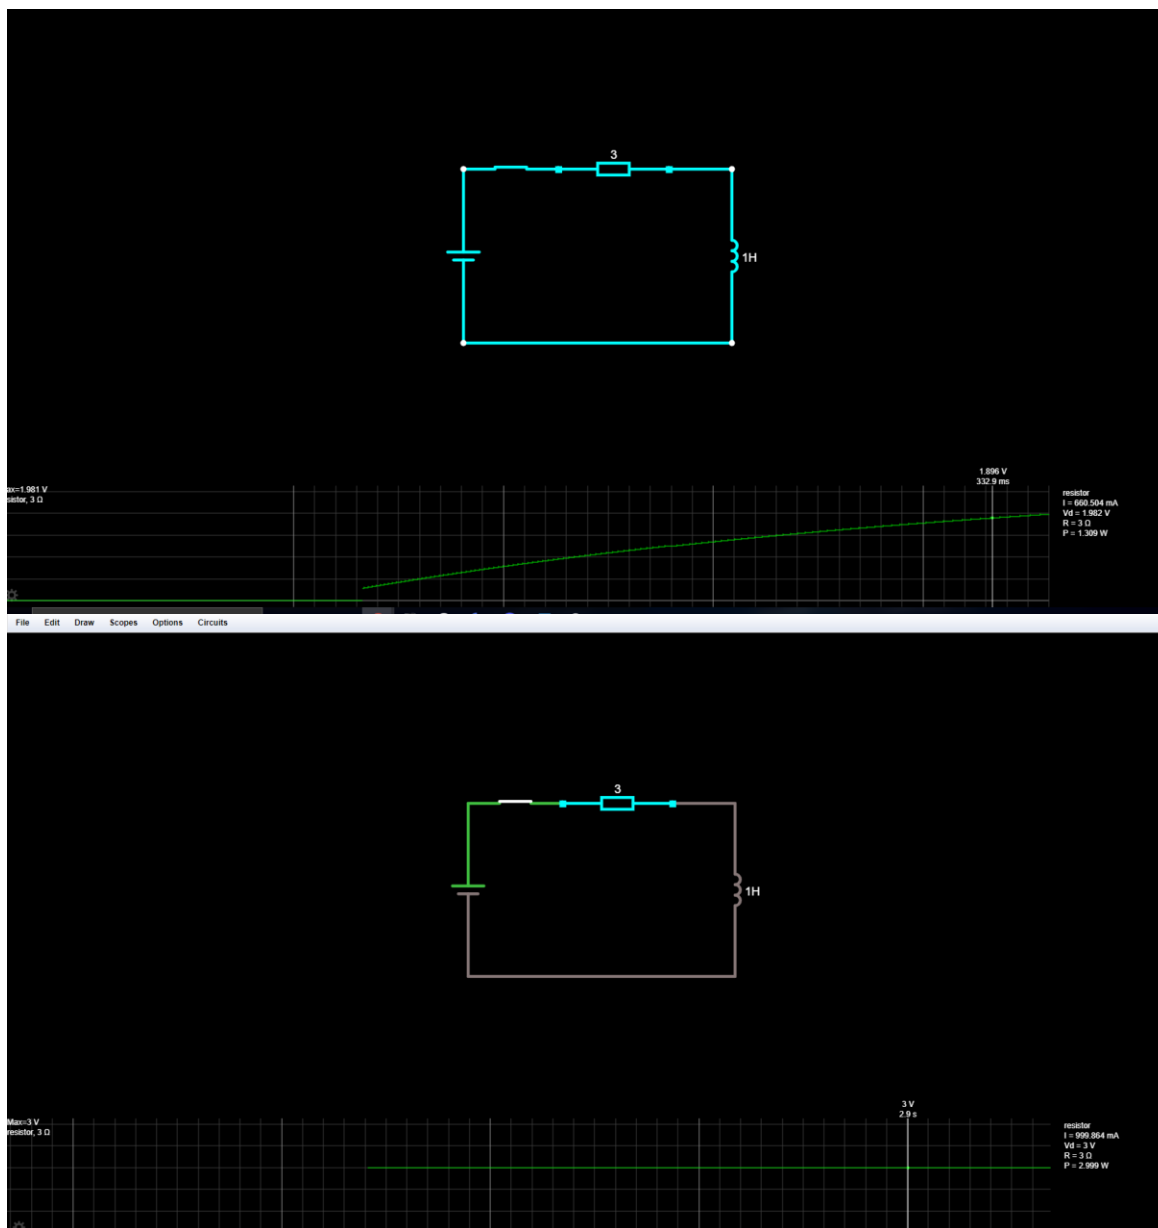 3
1H
1.896 V
332.9 ms
ax=1.981 V
sistor, 3 Ω
resistor
I = 660.504 mA
Vd = 1.982 V
R = 3 Ω
P = 1.309 W
File Edit Draw Scopes Options Circuits
3
1H
3 V
2.9 s
Max=3 V
resistor, 3 Ω
resistor
I = 999.864 mA
Vd = 3 V
R = 3 Ω
P = 2.999 W